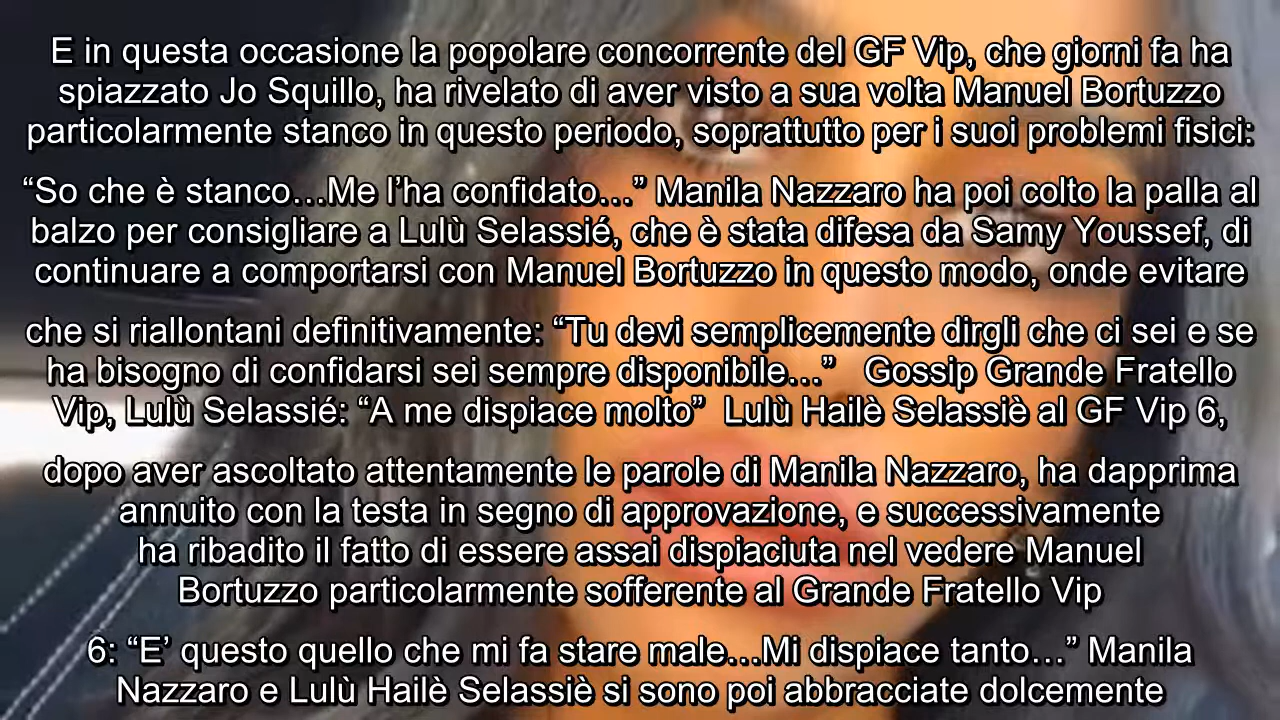 E in questa occasione la popolare concorrente del GF Vip, che giorni fa ha
spiazzato Jo Squillo, ha rivelato di aver visto a sua volta Manuel Bortuzzo
particolarmente stanco in questo periodo, soprattutto per i suoi problemi fisici:
“So che è stanco…Me l’ha confidato…” Manila Nazzaro ha poi colto la palla al
balzo per consigliare a Lulù Selassié, che è stata difesa da Samy Youssef, di
continuare a comportarsi con Manuel Bortuzzo in questo modo, onde evitare
che si riallontani definitivamente: “Tu devi semplicemente dirgli che ci sei e se
ha bisogno di confidarsi sei sempre disponibile…”   Gossip Grande Fratello
Vip, Lulù Selassié: “A me dispiace molto”  Lulù Hailè Selassiè al GF Vip 6,
dopo aver ascoltato attentamente le parole di Manila Nazzaro, ha dapprima
annuito con la testa in segno di approvazione, e successivamente
ha ribadito il fatto di essere assai dispiaciuta nel vedere Manuel
Bortuzzo particolarmente sofferente al Grande Fratello Vip
6: “E’ questo quello che mi fa stare male…Mi dispiace tanto…” Manila
Nazzaro e Lulù Hailè Selassiè si sono poi abbracciate dolcemente